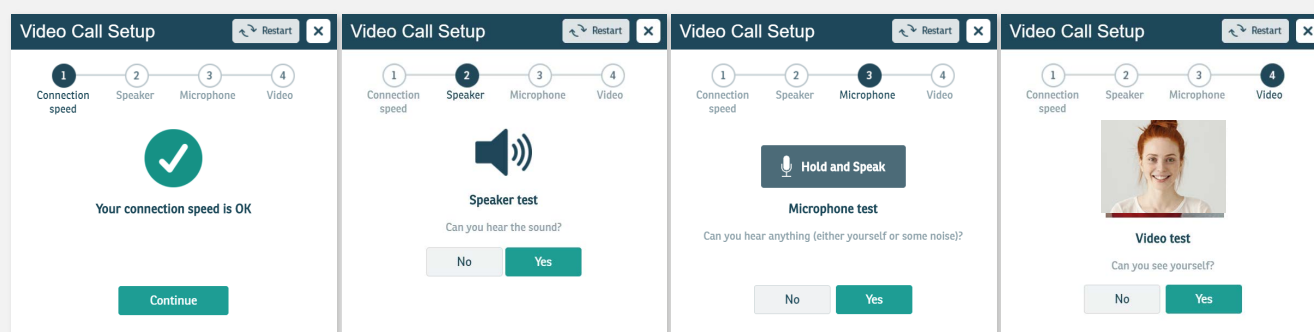 Video Call Setup
Restart
1
2
3
4
Connection
speed
Speaker
Microphone
Video
Your connection speed is OK
Continue
Video Call Setup
Restart
1
2
3
4
Connection
speed
Speaker
Microphone
Video
Speaker test
Can you hear the sound?
No
Yes
Video Call Setup
Restart
1
2
3
4
Connection
speed
Speaker
Microphone
Video
Hold and Speak
Microphone test
Can you hear anything (either yourself or some noise)?
No
Yes
Video Call Setup
Restart
1
2
3
4
Connection
speed
Speaker
Microphone
Video
Video test
Can you see yourself?
No
Yes